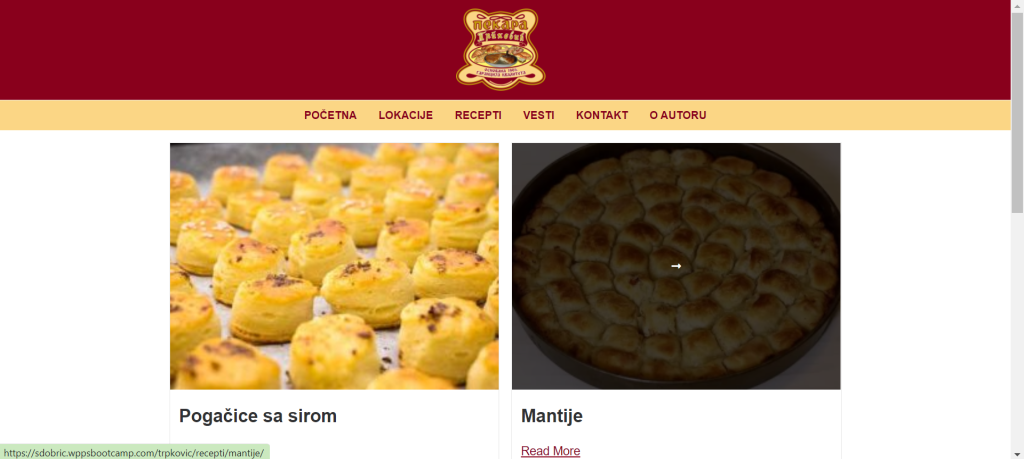 пекара
Трпковић
POČETNA LOKACIJE RECEPTI VESTI KONTAKT O AUTORU
Pogačice sa sirom
Mantije
Read More
https://sdobric.wppsbootcamp.com/trpkovic/recepti/mantije/